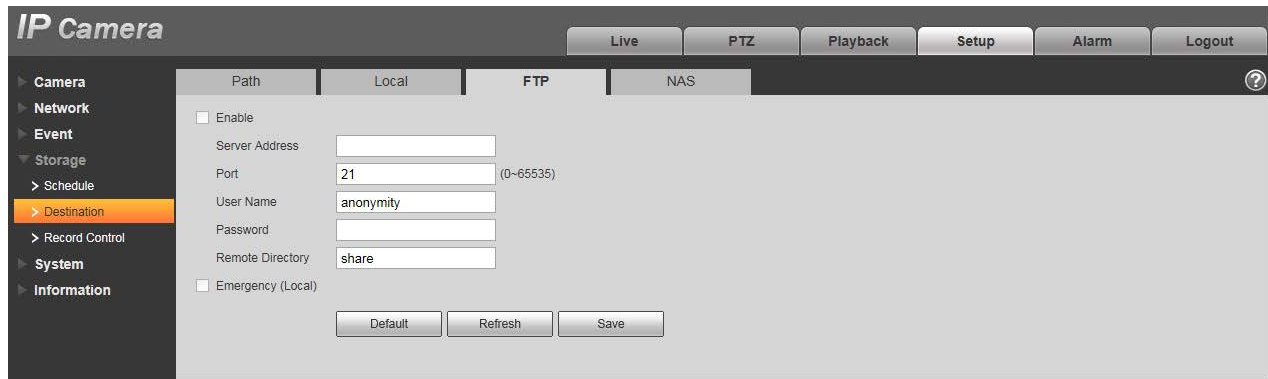 IP Camera
Live PTZ Playback Setup Alarm Logout
Camera
Network
Event
Storage
> Schedule
> Destination
> Record Control
System
Information
Path Local FTP NAS
?
Enable
Server Address
Port 21 (0~65535)
User Name anonymity
Password
Remote Directory share
Emergency (Local)
Default Refresh Save